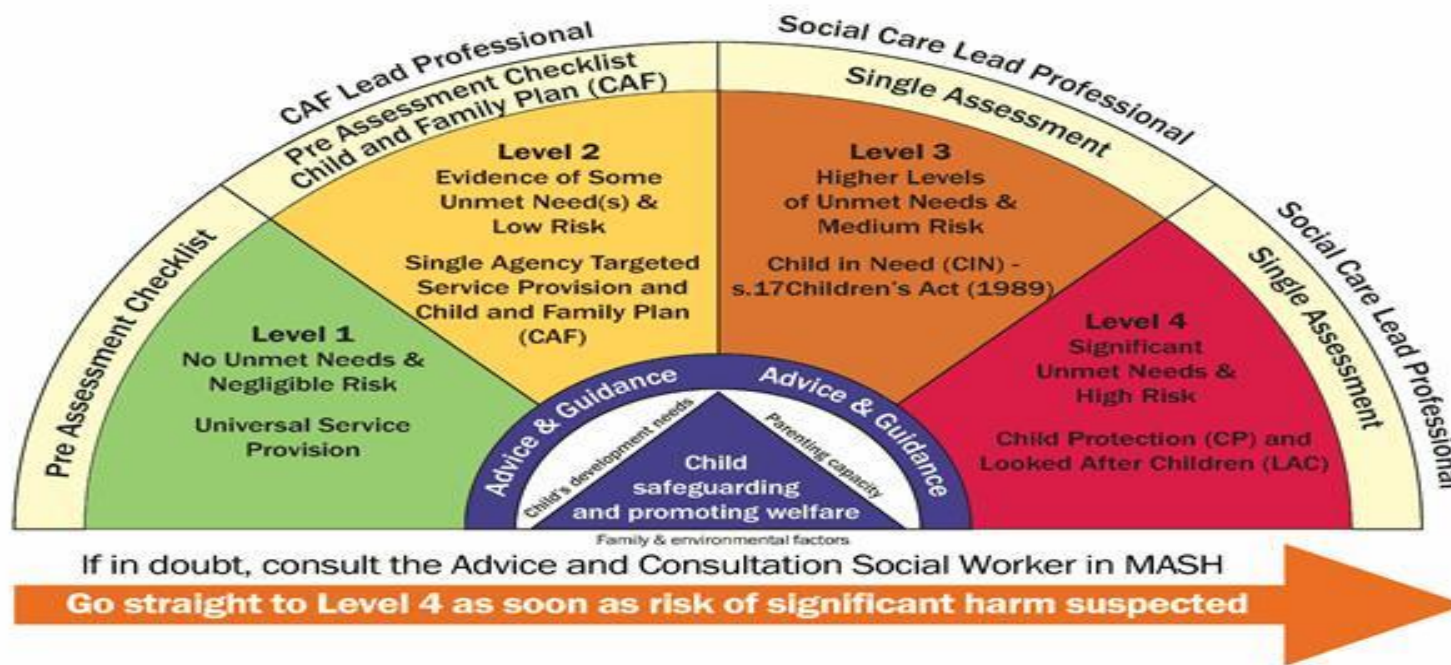 CAF Lead Professional
Social Care Lead Professional
Social Care Lead Professional
Pre Assessment Checklist
Pre Assessment Checklist
Child and Family Plan (CAF)
Single Assessment
Single Assessment
Level 1
No Unmet Needs &
Negligible Risk
Universal Service
Provision
Level 2
Evidence of Some
Unmet Need(s) &
Low Risk
Single Agency Targeted
Service Provision and
Child and Family Plan
(CAF)
Level 3
Higher Levels
of Unmet Needs &
Medium Risk
Child in Need (CIN) -
s.17Children's Act (1989)
Level 4
Significant
Unmet Needs &
High Risk
Child Protection (CP) and
Looked After Children (LAC)
Advice & Guidance
Advice & Guidance
Child's development needs
Parenting capacity
Child
safeguarding
and promoting welfare
Family & environmental factors
If in doubt, consult the Advice and Consultation Social Worker in MASH
Go straight to Level 4 as soon as risk of significant harm suspected